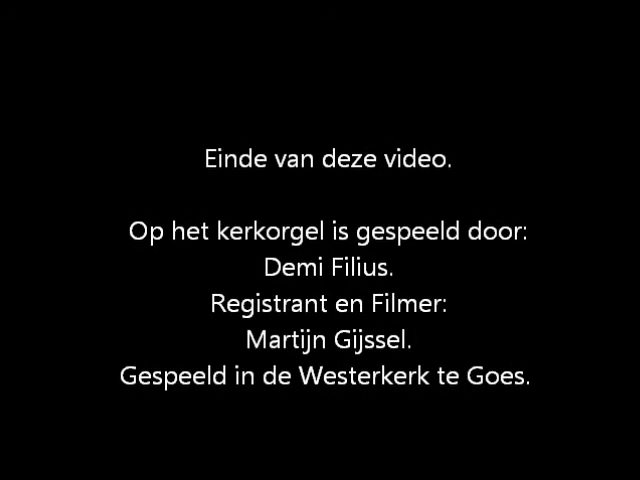 Einde van deze video.
Op het kerkorgel is gespeeld door:
Demi Filius.
Registrant en Filmer:
Martijn Gijssel.
Gespeeld in de Westerkerk te Goes.